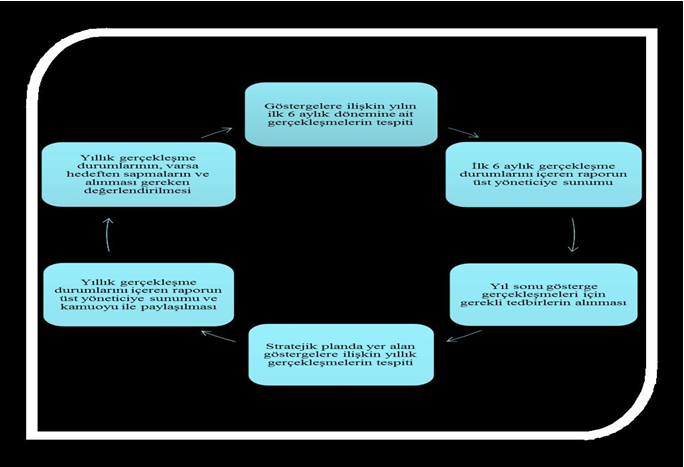 Göstergelere ilişkin yılın
ilk 6 aylık dönemine ait
gerçekleşmelerin tespiti
İlk 6 aylık gerçekleşme
durumlarını içeren raporun
üst yöneticiye sunumu
Yıl sonu gösterge
gerçekleşmeleri için
gerekli tedbirlerin alınması
Stratejik planda yer alan
göstergelere ilişkin yıllık
gerçekleşmelerin tespiti
Yıllık gerçekleşme
durumlarını içeren raporun
üst yöneticiye sunumu ve
kamuoyu ile paylaşılması
Yıllık gerçekleşme
durumlarının, varsa
hedeften sapmaların ve
alınması gereken
değerlendirilmesi